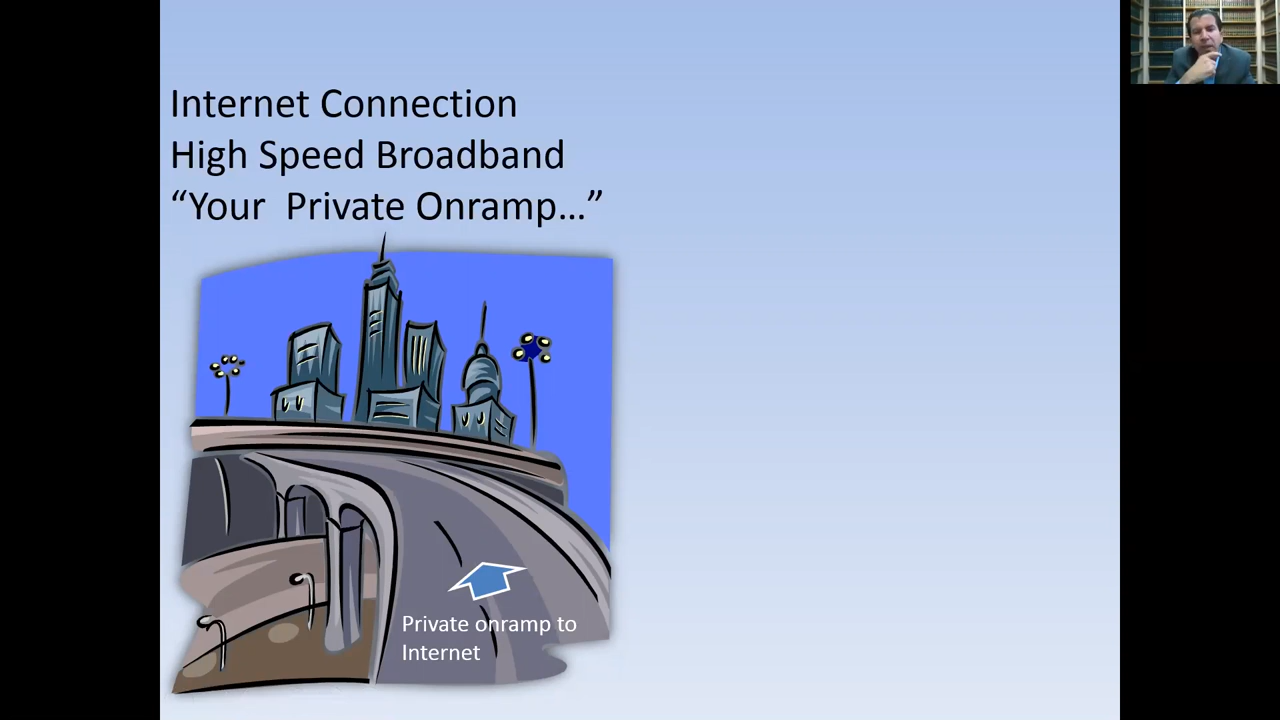 Internet Connection
High Speed Broadband
“Your  Private Onramp…”
Private onramp to
Internet